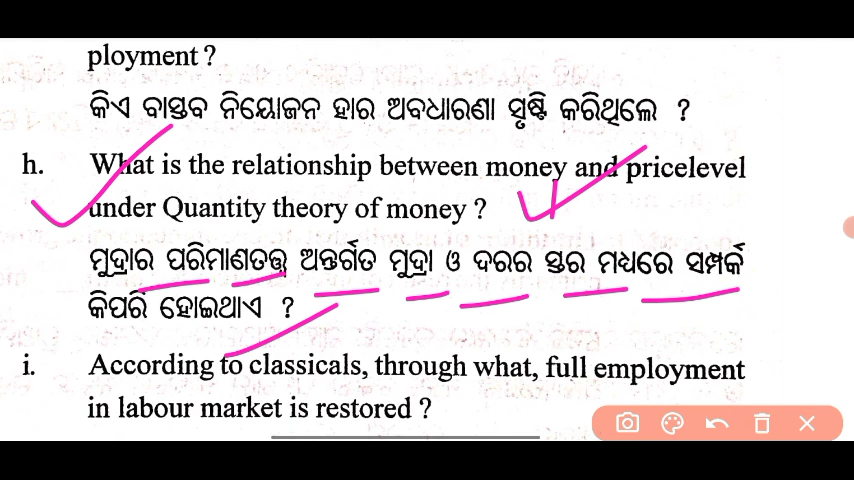 ployment ?
କିଏ ବାସ୍ତବ ନିୟୋଜନ ହାର ଅବଧାରଣା ସୃଷ୍ଟି କରିଥିଲେ ?
h. What is the relationship between money and pricelevel
under Quantity theory of money ?
ମୁଦ୍ରାର ପରିମାଣତତ୍ତ୍ୱ ଅନ୍ତର୍ଗତ ମୁଦ୍ରା ଓ ଦରର ସ୍ତର ମଧ୍ୟରେ ସମ୍ପର୍କ
କିପରି ହୋଇଥାଏ ?
i. According to classicals, through what, full employment
in labour market is restored ?